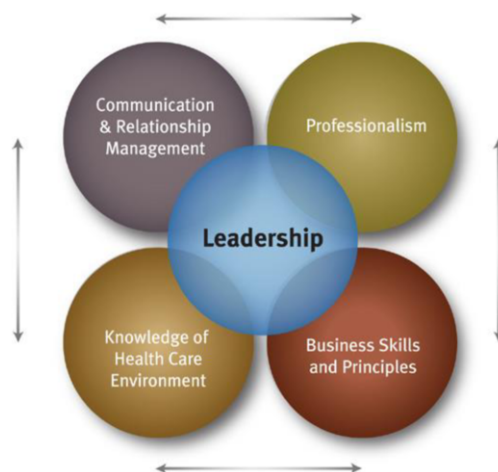 Communication
& Relationship
Management
Professionalism
Leadership
Knowledge of
Health Care
Environment
Business Skills
and Principles